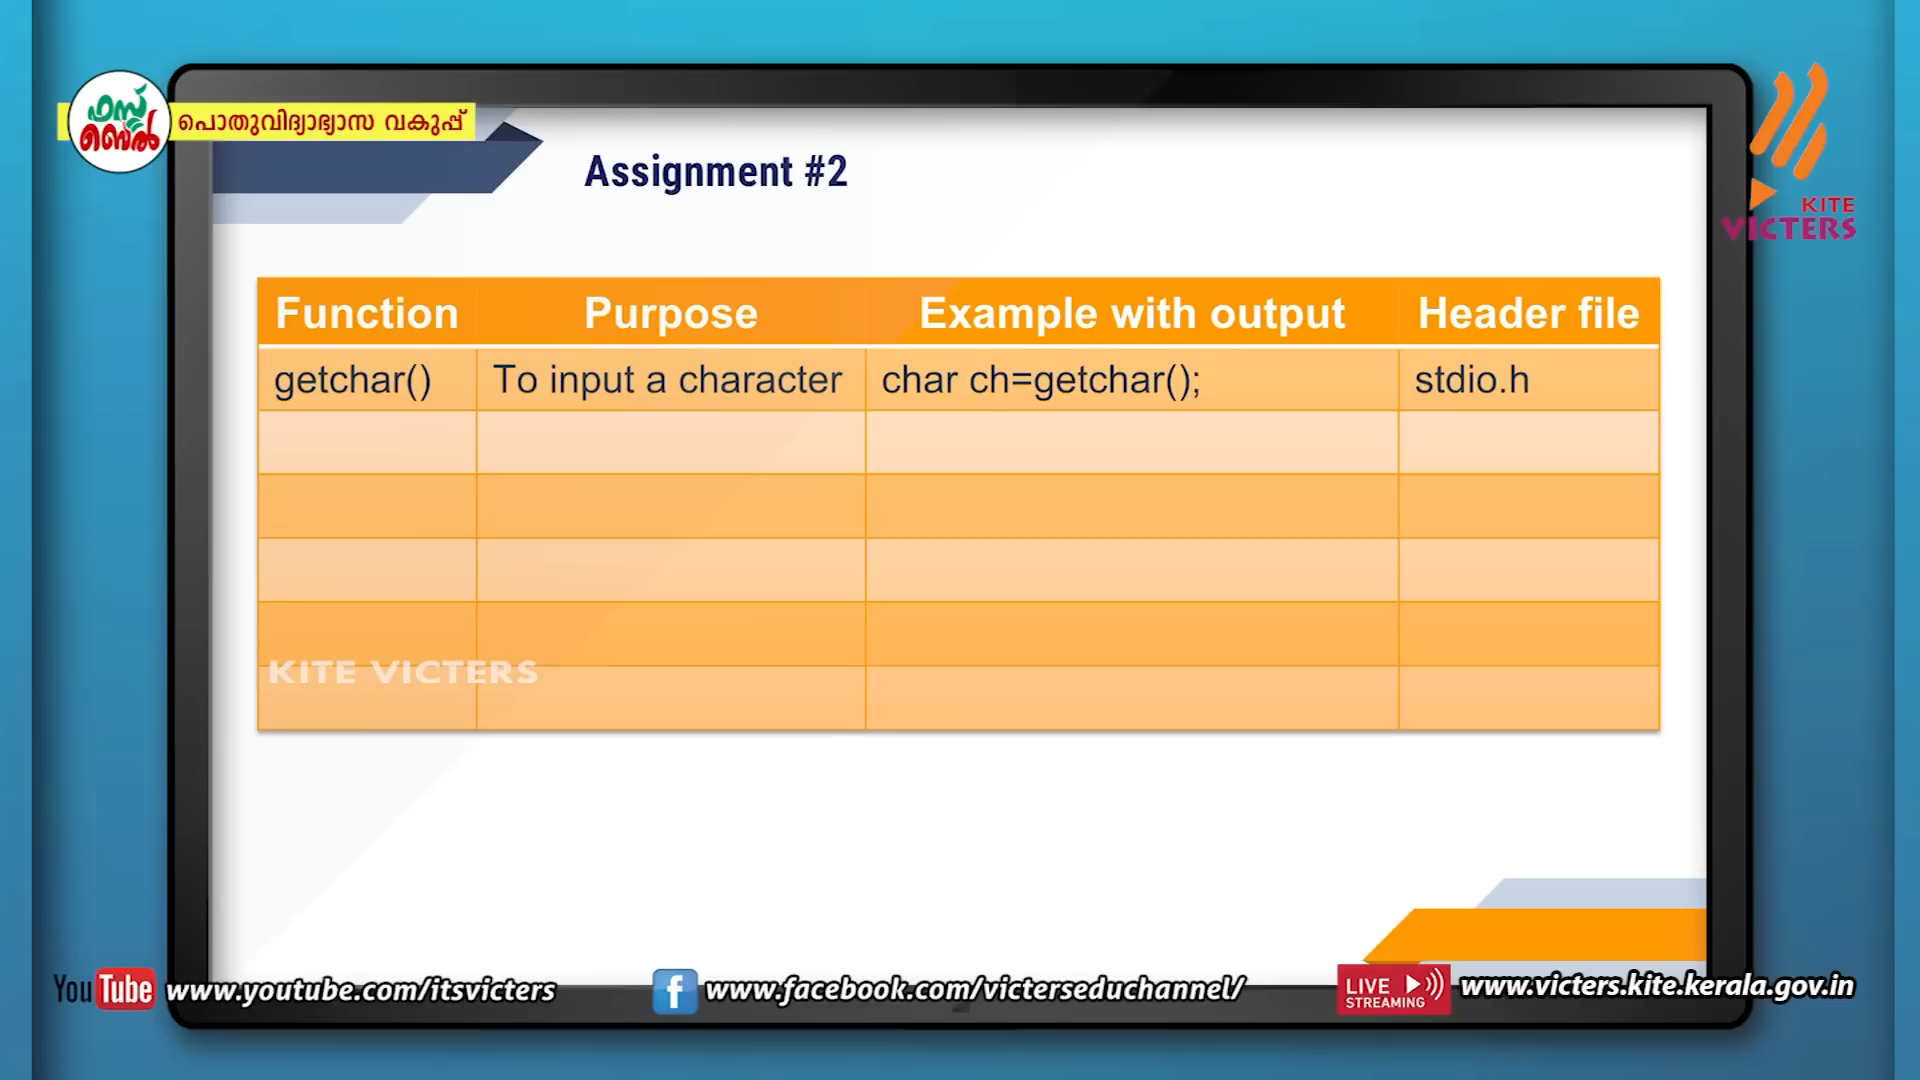 ഫസ്റ്റ്
ബെൽ
പൊതുവിദ്യാഭ്യാസ വകുപ്പ്
Assignment #2
KITE
VICTERS
Function Purpose Example with output Header file
getchar() To input a character char ch=getchar(); stdio.h
KITE VICTERS
YouTube www.youtube.com/itsvicters
f www.facebook.com/victerseduchannel/
LIVE STREAMING www.victers.kite.kerala.gov.in